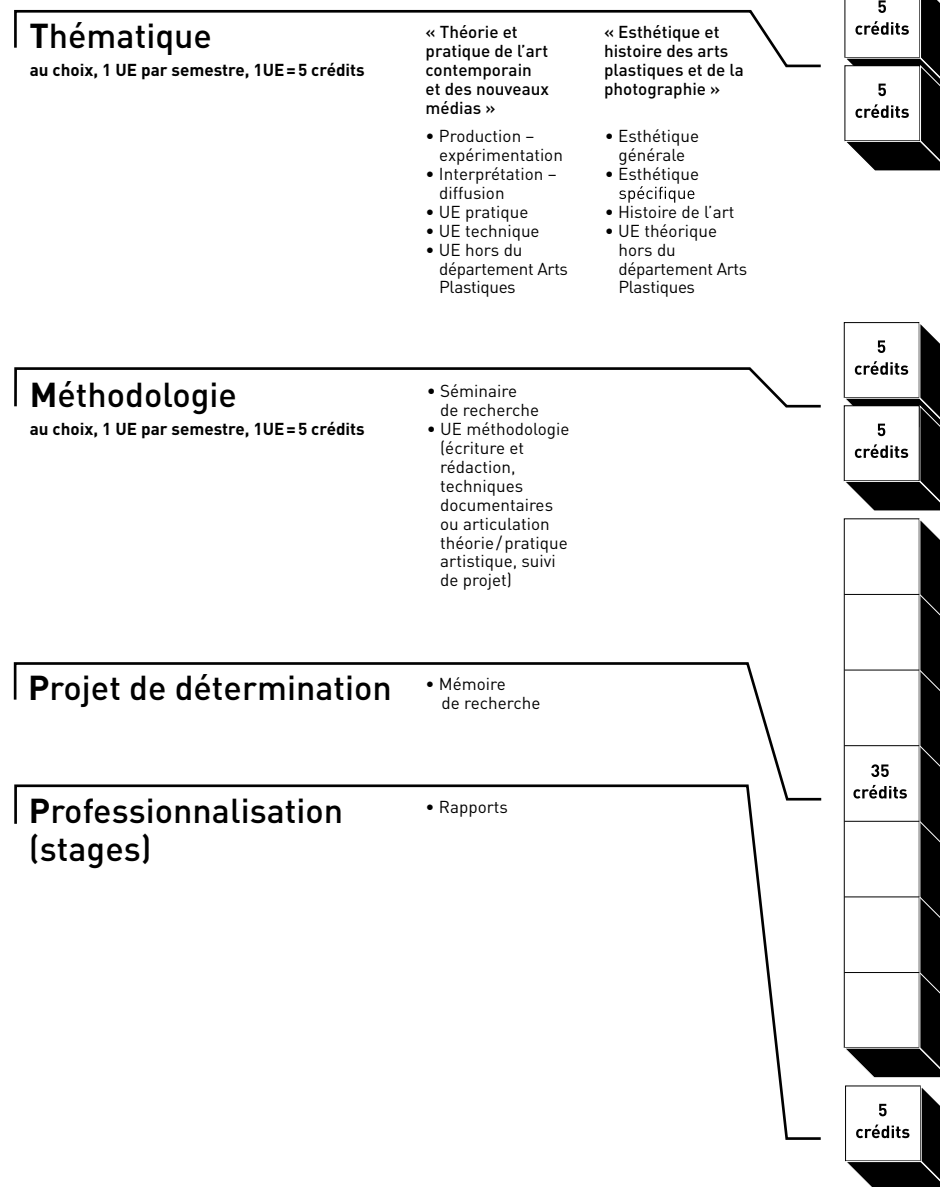 Thématique
au choix, 1 UE par semestre, 1UE = 5 crédits
« Théorie et
pratique de l'art
contemporain
et des nouveaux
médias »
• Production –
expérimentation
• Interprétation –
diffusion
• UE pratique
• UE technique
• UE hors du
département Arts
Plastiques
« Esthétique et
histoire des arts
plastiques et de la
photographie »
• Esthétique
générale
• Esthétique
spécifique
• Histoire de l'art
• UE théorique
hors du
département Arts
Plastiques
5
crédits
5
crédits
Méthodologie
au choix, 1 UE par semestre, 1UE = 5 crédits
• Séminaire
de recherche
• UE méthodologie
(écriture et
rédaction,
techniques
documentaires
ou articulation
théorie / pratique
artistique, suivi
de projet)
5
crédits
5
crédits
Projet de détermination
• Mémoire
de recherche
35
crédits
Professionnalisation
(stages)
• Rapports
5
crédits